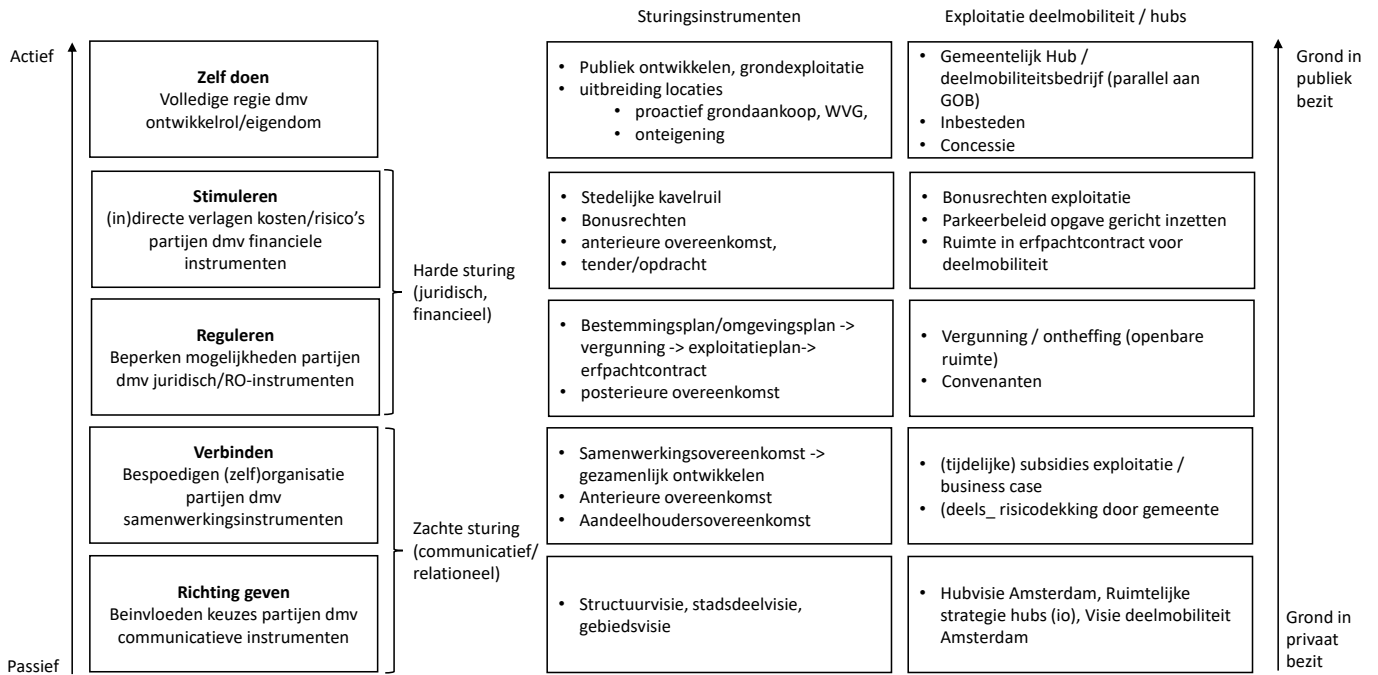 Sturingsinstrumenten
Exploitatie deelmobiliteit / hubs
Actief
Zelf doen
Volledige regie dmv
ontwikkelrol/eigendom
• Publiek ontwikkelen, grondexploitatie
• uitbreiding locaties
• proactief grondaankoop, WVG,
• onteigening
• Gemeentelijk Hub /
deelmobiliteitsbedrijf (parallel aan
GOB)
• Inbesteden
• Concessie
Grond in
publiek
bezit
Stimuleren
(in)directe verlagen kosten/risico's
partijen dmv financiele
instrumenten
• Stedelijke kavelruil
• Bonusrechten
• anterieure overeenkomst,
• tender/opdracht
• Bonusrechten exploitatie
• Parkeerbeleid opgave gericht inzetten
• Ruimte in erfpachtcontract voor
deelmobiliteit
Harde sturing
(juridisch,
financieel)
Reguleren
Beperken mogelijkheden partijen
dmv juridisch/RO-instrumenten
• Bestemmingsplan/omgevingsplan ->
vergunning -> exploitatieplan->
erfpachtcontract
• posterieure overeenkomst
• Vergunning / ontheffing (openbare
ruimte)
• Convenanten
Verbinden
Bespoedigen (zelf)organisatie
partijen dmv
samenwerkingsinstrumenten
• Samenwerkingsovereenkomst ->
gezamenlijk ontwikkelen
• Anterieure overeenkomst
• Aandeelhoudersovereenkomst
• (tijdelijke) subsidies exploitatie /
business case
• (deels_ risicodekking door gemeente
Zachte sturing
(communicatief/
relationeel)
Richting geven
Beinvloeden keuzes partijen dmv
communicatieve instrumenten
• Structuurvisie, stadsdeelvisie,
gebiedsvisie
• Hubvisie Amsterdam, Ruimtelijke
strategie hubs (io), Visie deelmobiliteit
Amsterdam
Grond in
privaat
bezit
Passief